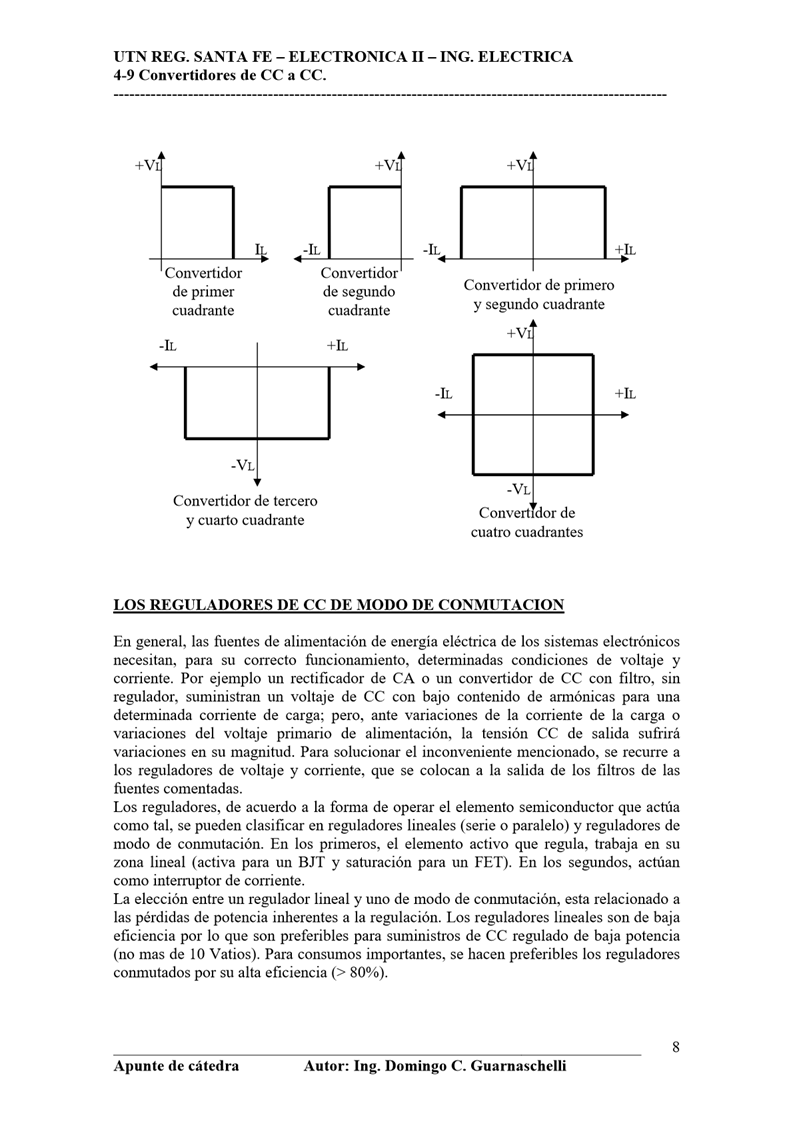 UTN REG. SANTA FE – ELECTRONICA II – ING. ELECTRICA
4-9 Convertidores de CC a CC.
+VL
+VL
+VL
IL
-IL
-IL
+IL
Convertidor
de primer
cuadrante
Convertidor
de segundo
cuadrante
Convertidor de primero
y segundo cuadrante
-IL
+IL
+VL
-IL
+IL
-VL
-VL
Convertidor de tercero
y cuarto cuadrante
Convertidor de
cuatro cuadrantes
LOS REGULADORES DE CC DE MODO DE CONMUTACION
En general, las fuentes de alimentación de energía eléctrica de los sistemas electrónicos
necesitan, para su correcto funcionamiento, determinadas condiciones de voltaje y
corriente. Por ejemplo un rectificador de CA o un convertidor de CC con filtro, sin
regulador, suministran un voltaje de CC con bajo contenido de armónicas para una
determinada corriente de carga; pero, ante variaciones de la corriente de la carga o
variaciones del voltaje primario de alimentación, la tensión CC de salida sufrirá
variaciones en su magnitud. Para solucionar el inconveniente mencionado, se recurre a
los reguladores de voltaje y corriente, que se colocan a la salida de los filtros de las
fuentes comentadas.
Los reguladores, de acuerdo a la forma de operar el elemento semiconductor que actúa
como tal, se pueden clasificar en reguladores lineales (serie o paralelo) y reguladores de
modo de conmutación. En los primeros, el elemento activo que regula, trabaja en su
zona lineal (activa para un BJT y saturación para un FET). En los segundos, actúan
como interruptor de corriente.
La elección entre un regulador lineal y uno de modo de conmutación, esta relacionado a
las pérdidas de potencia inherentes a la regulación. Los reguladores lineales son de baja
eficiencia por lo que son preferibles para suministros de CC regulado de baja potencia
(no mas de 10 Vatios). Para consumos importantes, se hacen preferibles los reguladores
conmutados por su alta eficiencia (> 80%).
8
Apunte de cátedra Autor: Ing. Domingo C. Guarnaschelli